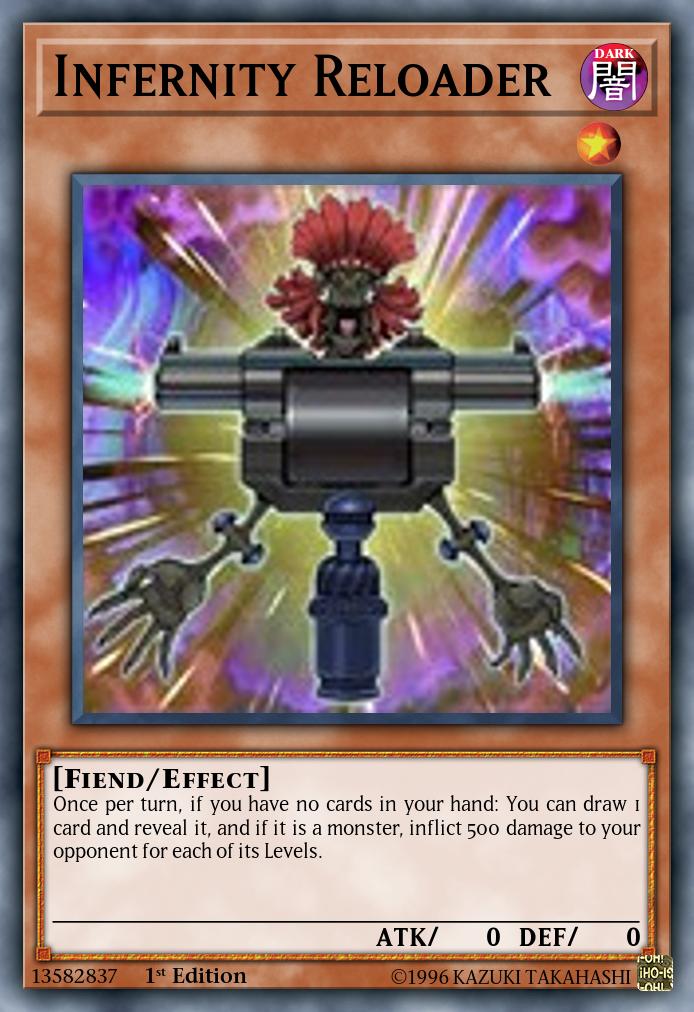 Infernity Reloader
DARK
闇
[Fiend/Effect]
Once per turn, if you have no cards in your hand: You can draw 1
card and reveal it, and if it is a monster, inflict 500 damage to your
opponent for each of its Levels.
ATK/ 0 DEF/ 0
13582837 1st Edition ©1996 KAZUKI TAKAHASHI